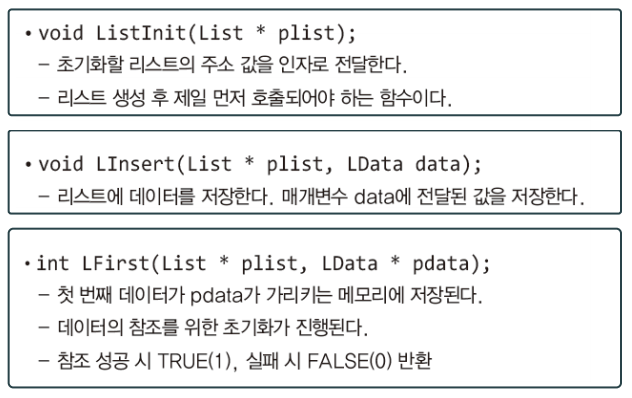 • void ListInit(List * plist);
– 초기화할 리스트의 주소 값을 인자로 전달한다.
– 리스트 생성 후 제일 먼저 호출되어야 하는 함수이다.
• void LInsert(List * plist, LData data);
– 리스트에 데이터를 저장한다. 매개변수 data에 전달된 값을 저장한다.
• int LFirst(List * plist, LData * pdata);
– 첫 번째 데이터가 pdata가 가리키는 메모리에 저장된다.
– 데이터의 참조를 위한 초기화가 진행된다.
– 참조 성공 시 TRUE(1), 실패 시 FALSE(0) 반환